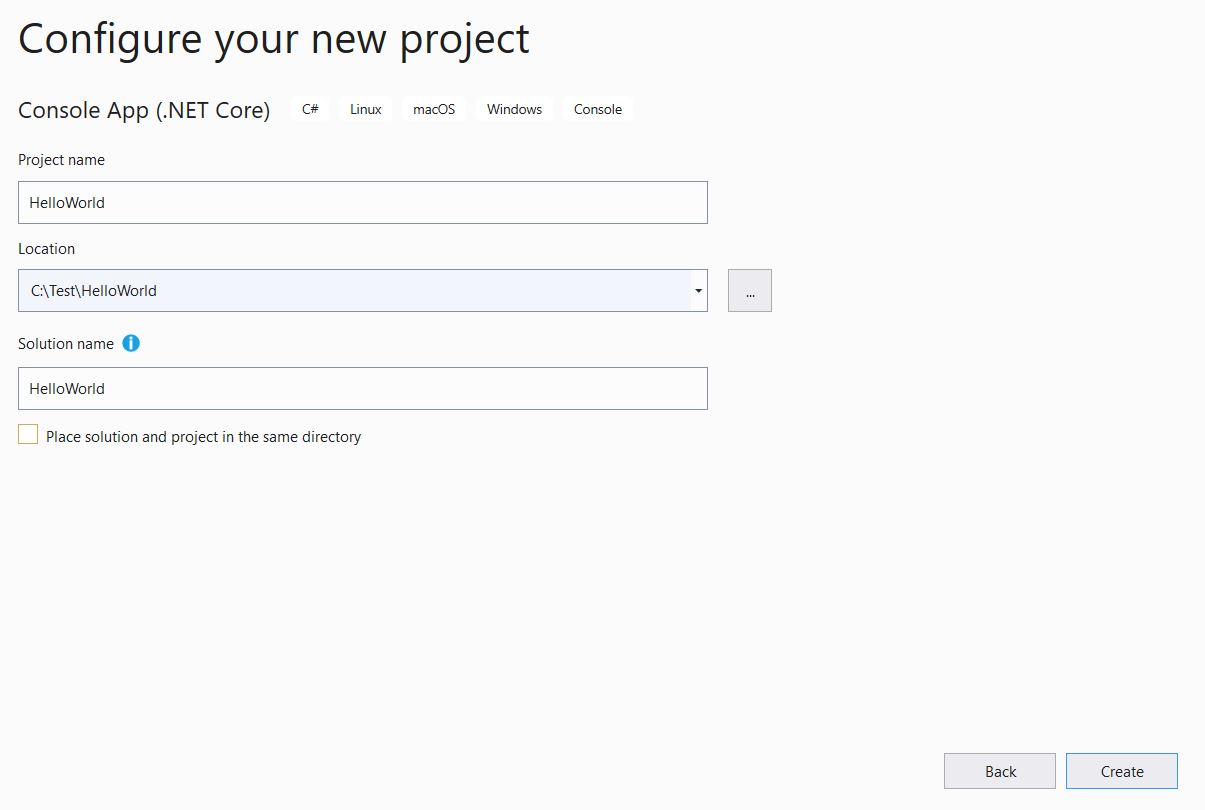 Configure your new project
Console App (.NET Core) C# Linux macOS Windows Console
Project name
HelloWorld
Location
C:\Test\HelloWorld
...
Solution name
HelloWorld
Place solution and project in the same directory
Back Create